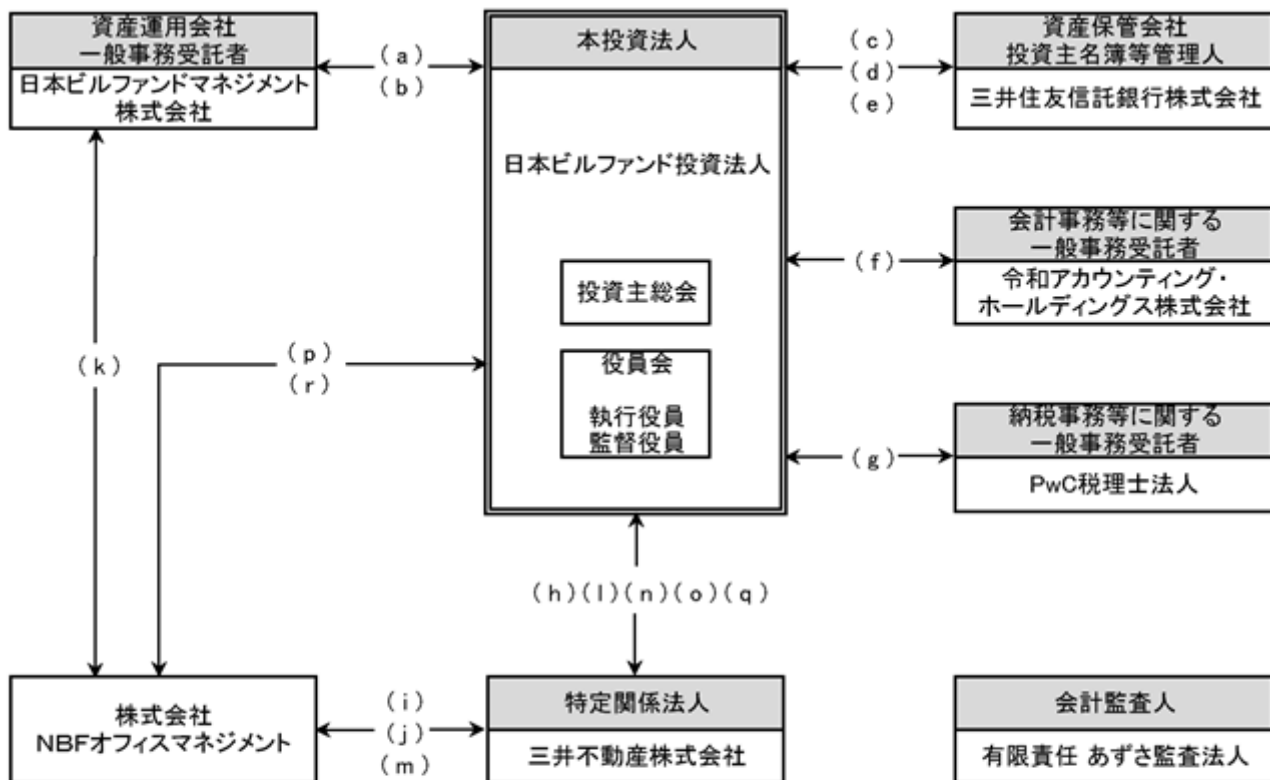 資産運用会社
一般事務受託者
日本ビルファンドマネジメント
株式会社
(a)
(b)
本投資法人
日本ビルファンド投資法人
投資主総会
役員会
執行役員
監督役員
(c)
(d)
(e)
資産保管会社
投資主名簿等管理人
三井住友信託銀行株式会社
(f)
会計事務等に関する
一般事務受託者
令和アカウンティング・
ホールディングス株式会社
(k)
(p)
(r)
(g)
納税事務等に関する
一般事務受託者
PwC税理士法人
(h)(l)(n)(o)(q)
株式会社
NBFオフィスマネジメント
(i)
(j)
(m)
特定関係法人
三井不動産株式会社
会計監査人
有限責任 あずさ監査法人